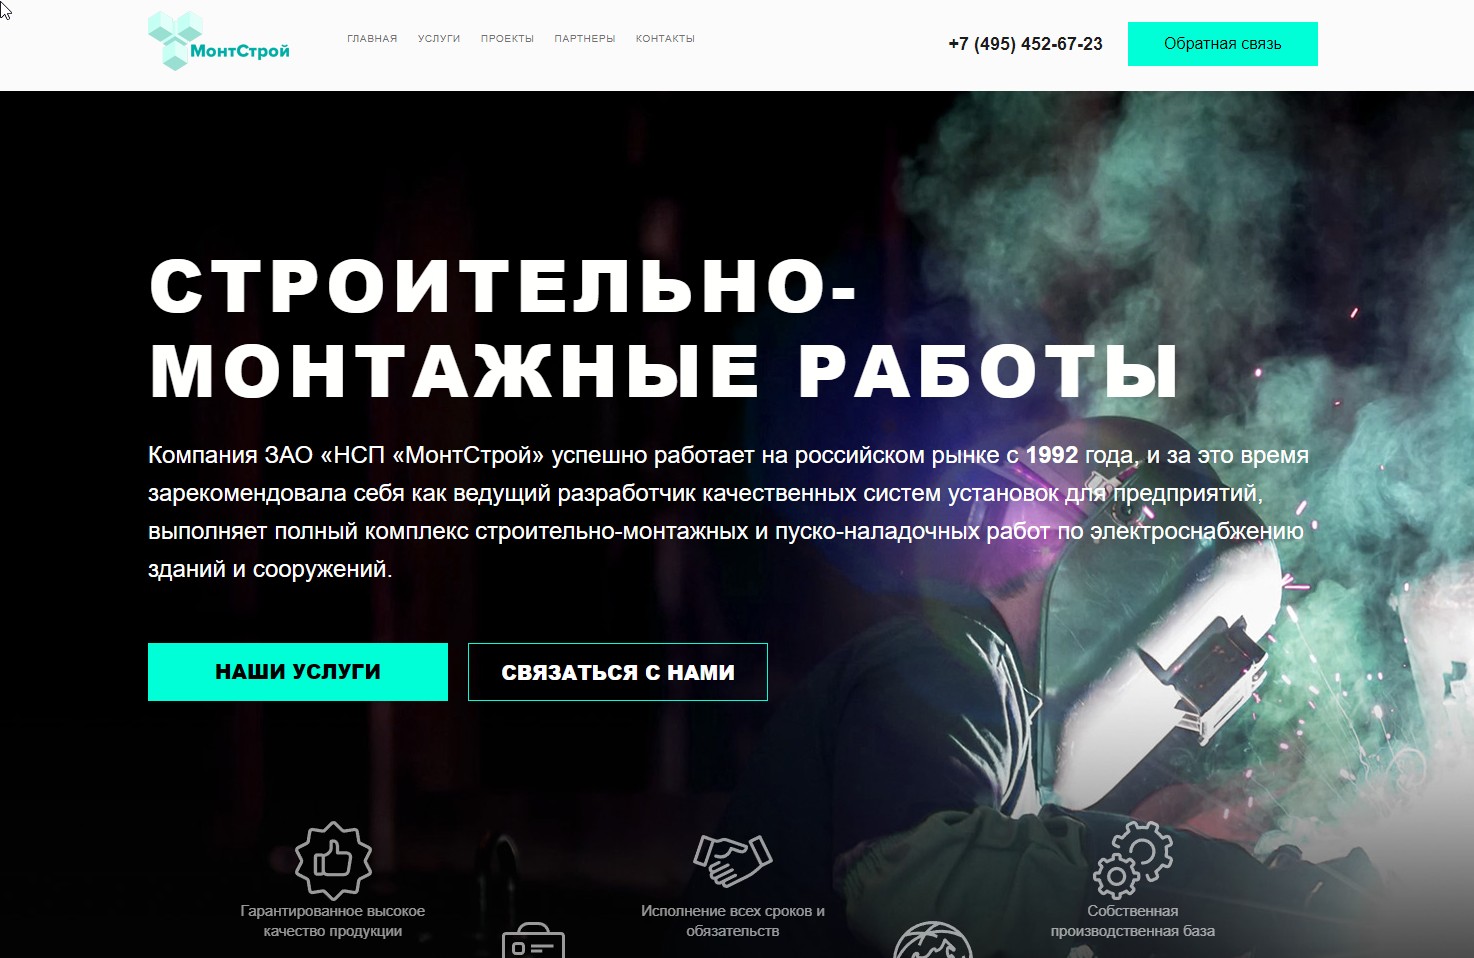 МонтСтрой
ГЛАВНАЯ УСЛУГИ ПРОЕКТЫ ПАРТНЕРЫ КОНТАКТЫ
+7 (495) 452-67-23
Обратная связь
СТРОИТЕЛЬНО-
МОНТАЖНЫЕ РАБОТЫ
Компания ЗАО «НСП «МонтСтрой» успешно работает на российском рынке с 1992 года, и за это время
зарекомендовала себя как ведущий разработчик качественных систем установок для предприятий,
выполняет полный комплекс строительно-монтажных и пуско-наладочных работ по электроснабжению
зданий и сооружений.
НАШИ УСЛУГИ
СВЯЗАТЬСЯ С НАМИ
Гарантированное высокое
качество продукции
Исполнение всех сроков и
обязательств
Собственная
производственная база